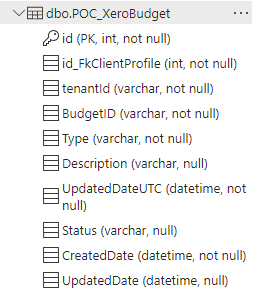 dbo.POC_XeroBudget ...
id (PK, int, not null)
id_FkClientProfile (int, not null)
tenantId (varchar, not null)
BudgetID (varchar, not null)
Type (varchar, not null)
Description (varchar, null)
UpdatedDateUTC (datetime, not
null)
Status (varchar, null)
CreatedDate (datetime, not null)
UpdatedDate (datetime, null)